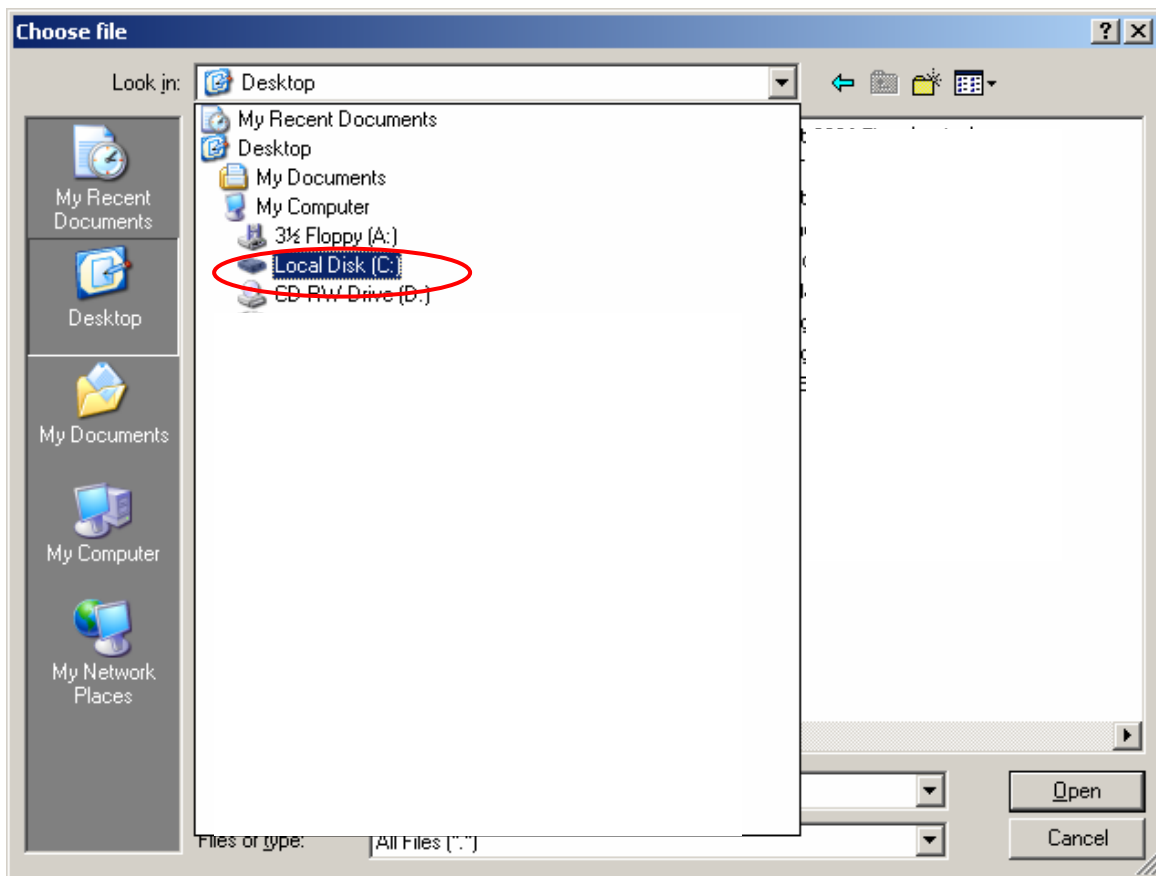 Choose file
Look in:
Desktop
My Recent Documents
Desktop
My Documents
My Computer
3½ Floppy (A:)
Local Disk (C:)
CD-RW Drive (D:)
My Recent
Documents
Desktop
My Documents
My Computer
My Network
Places
Open
Files of type:
All Files (*.*)
Cancel